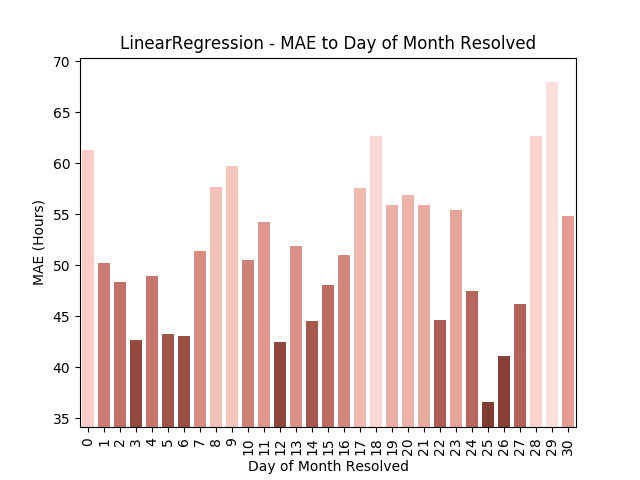 LinearRegression - MAE to Day of Month Resolved
70
65
60
55
50
45
40
35
MAE (Hours)
0 1 2 3 4 5 6 7 8 9 10 11 12 13 14 15 16 17 18 19 20 21 22 23 24 25 26 27 28 29 30
Day of Month Resolved